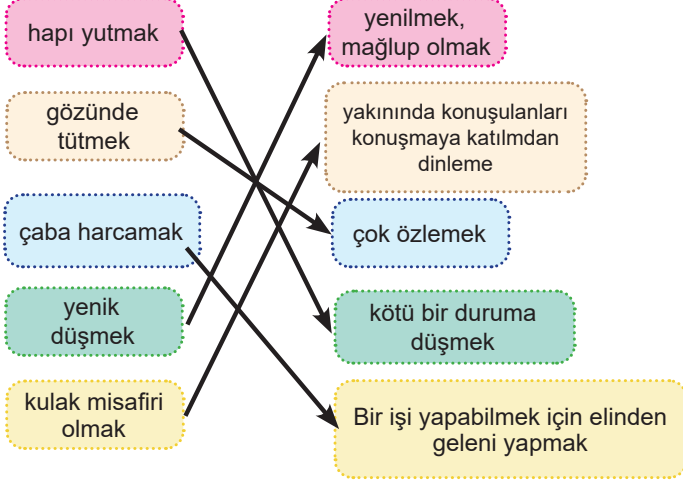 hapı yutmak
yenilmek,
mağlup olmak
gözünde
tütmek
yakınında konuşulanları
konuşmaya katılmdan
dinleme
çaba harcamak
çok özlemek
yenik
düşmek
kötü bir duruma
düşmek
kulak misafiri
olmak
Bir işi yapabilmek için elinden
geleni yapmak